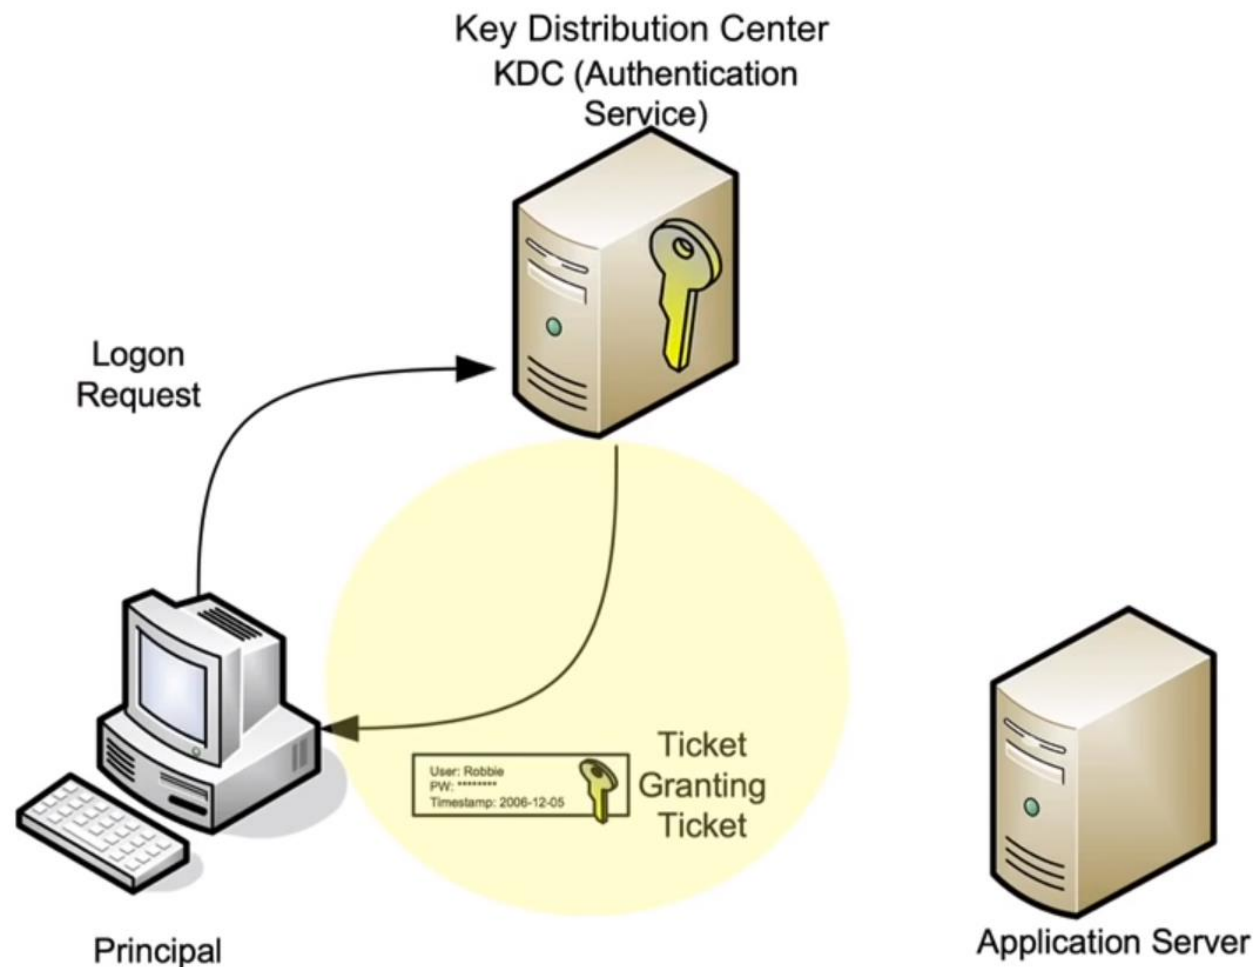 Key Distribution Center
KDC (Authentication
Service)
Logon
Request
User: Robbie
PW: ********
Timestamp: 2006-12-05
Ticket
Granting
Ticket
Principal
Application Server